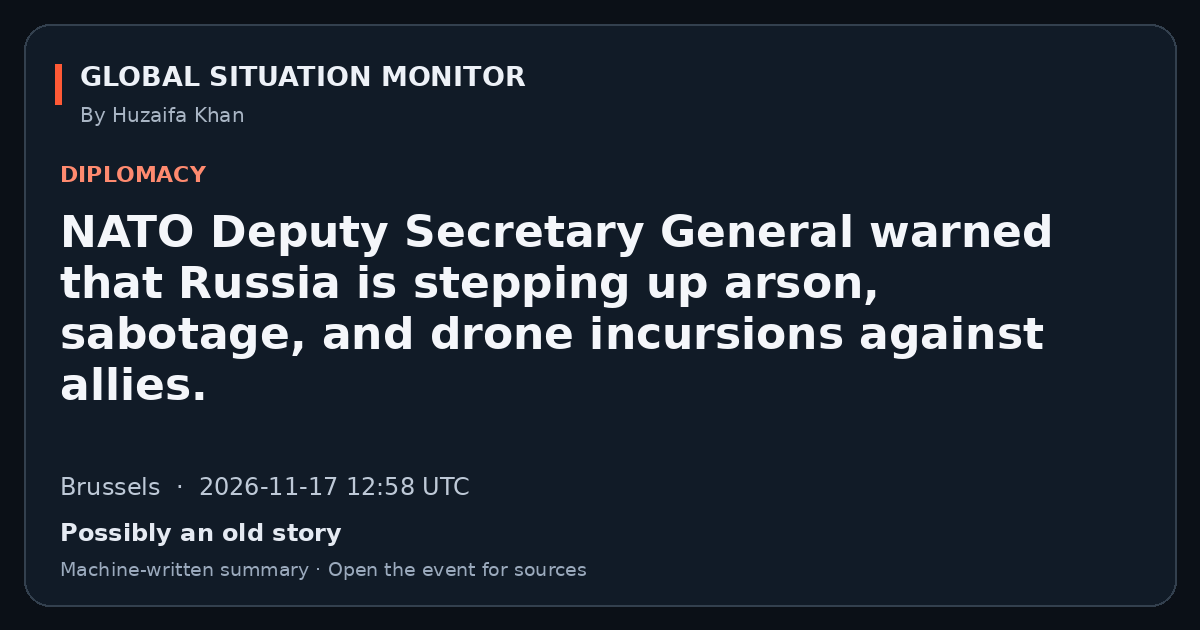 GLOBAL SITUATION MONITOR
By Huzaifa Khan
DIPLOMACY
NATO Deputy Secretary General warned
that Russia is stepping up arson,
sabotage, and drone incursions against
allies.
Brussels · 2026-11-17 12:58 UTC
Possibly an old story
Machine-written summary · Open the event for sources